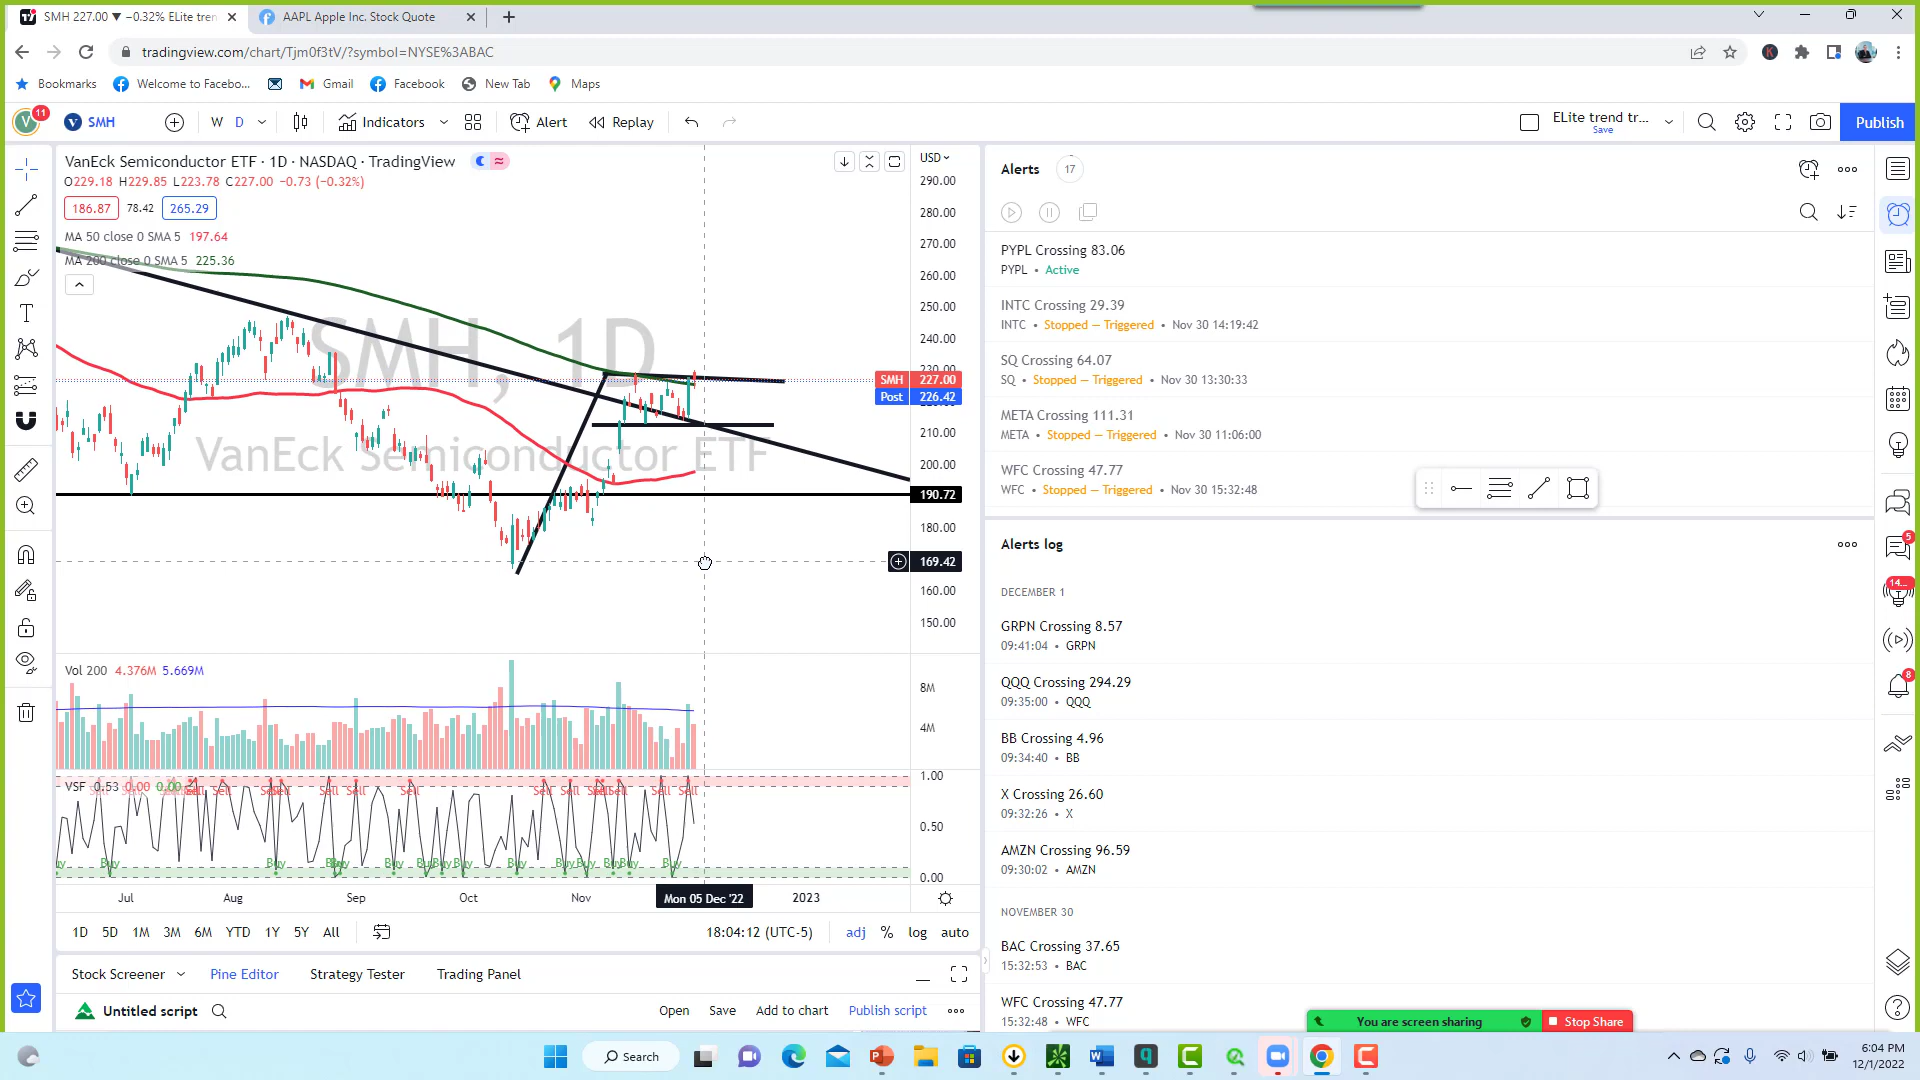 SMH 227.00 ▼ −0.32% ELite tren
AAPL Apple Inc. Stock Quote
tradingview.com/chart/Tjm0f3tV/?symbol=NYSE%3ABAC
Bookmarks
Welcome to Facebo...
Gmail
Facebook
New Tab
Maps
V
11
SMH
W
D
Indicators
Alert
Replay
ELite trend tr...
Save
Publish
VanEck Semiconductor ETF · 1D · NASDAQ · TradingView
O229.18 H229.85 L223.78 C227.00 −0.73 (−0.32%)
186.87
78.42
265.29
MA 50 close 0 SMA 5 197.64
MA 200 close 0 SMA 5 225.36
USD
290.00
280.00
270.00
260.00
250.00
240.00
230.00
SMH 227.00
Post 226.42
210.00
200.00
190.72
180.00
169.42
160.00
150.00
SMH, 1D
VanEck Semiconductor ETF
Vol 200 4.376M 5.669M
8M
4M
VSF 0.53 0.00 0.00
Sell
Buy
1.00
0.50
0.00
Jul
Aug
Sep
Oct
Nov
Mon 05 Dec '22
2023
1D
5D
1M
3M
6M
YTD
1Y
5Y
All
18:04:12 (UTC-5)
adj
%
log
auto
Stock Screener
Pine Editor
Strategy Tester
Trading Panel
Untitled script
Open
Save
Add to chart
Publish script
Alerts
17
PYPL Crossing 83.06
PYPL • Active
INTC Crossing 29.39
INTC • Stopped — Triggered • Nov 30 14:19:42
SQ Crossing 64.07
SQ • Stopped — Triggered • Nov 30 13:30:33
META Crossing 111.31
META • Stopped — Triggered • Nov 30 11:06:00
WFC Crossing 47.77
WFC • Stopped — Triggered • Nov 30 15:32:48
Alerts log
DECEMBER 1
GRPN Crossing 8.57
09:41:04 • GRPN
QQQ Crossing 294.29
09:35:00 • QQQ
BB Crossing 4.96
09:34:40 • BB
X Crossing 26.60
09:32:26 • X
AMZN Crossing 96.59
09:30:02 • AMZN
NOVEMBER 30
BAC Crossing 37.65
15:32:53 • BAC
WFC Crossing 47.77
15:32:48 • WFC
5
14...
8
You are screen sharing
Stop Share
Search
6:04 PM
12/1/2022